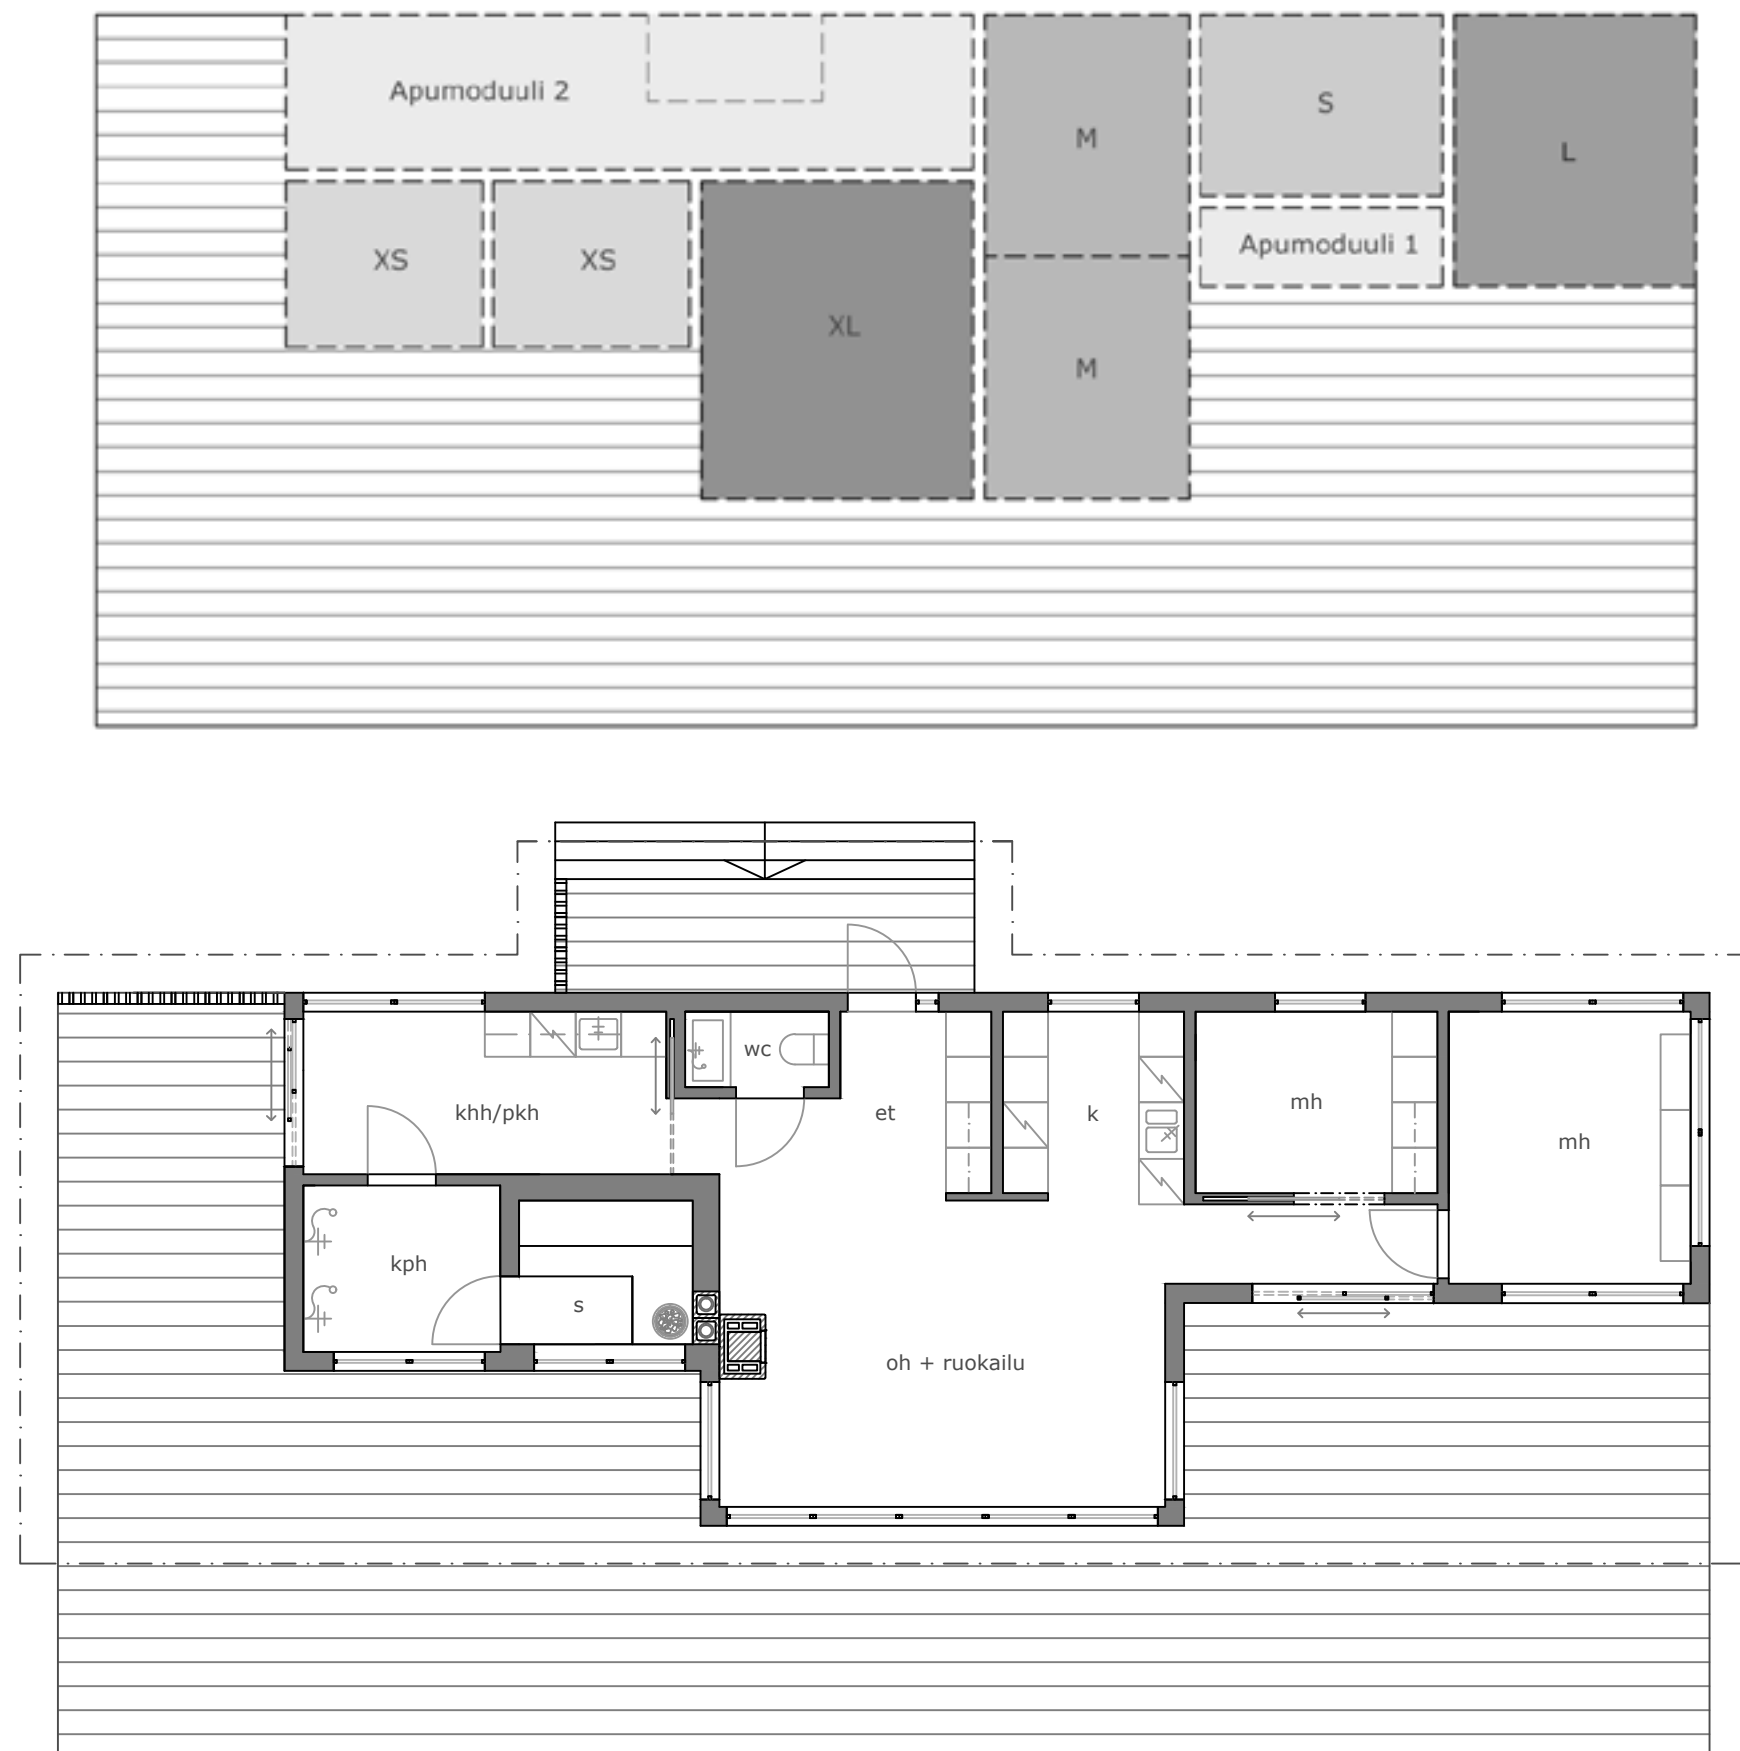 Apumoduuli 2
M
S
L
XS
XS
XL
Apumoduuli 1
M
wc
khh/pkh
et
k
mh
mh
kph
s
oh + ruokailu